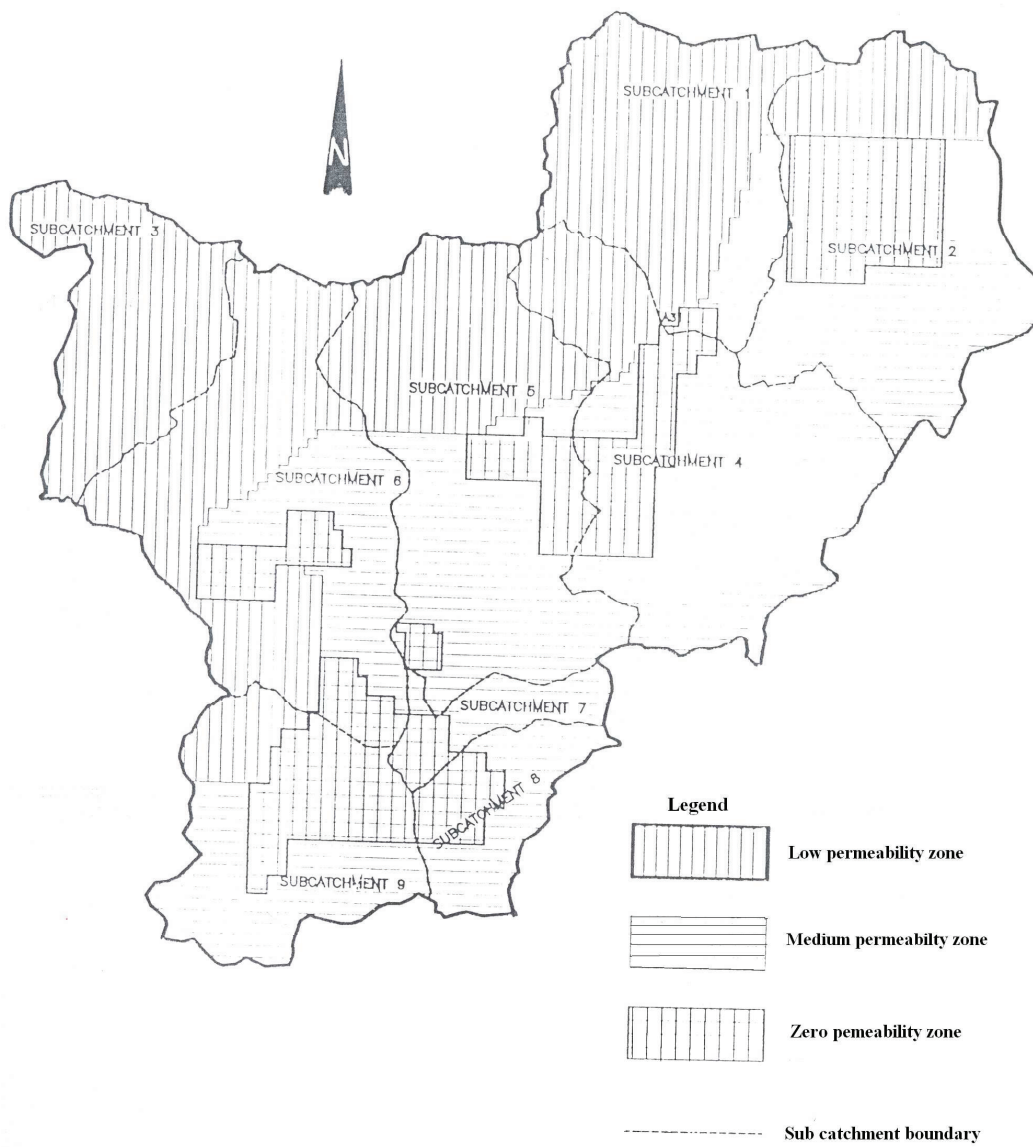 SUBCATCHMENT 1
N
SUBCATCHMENT 3
SUBCATCHMENT 2
A3
SUBCATCHMENT 5
SUBCATCHMENT 4
SUBCATCHMENT 6
SUBCATCHMENT 7
SUBCATCHMENT 8
SUBCATCHMENT 9
Legend
Low permeability zone
Medium permeabilty zone
Zero pemeability zone
Sub catchment boundary